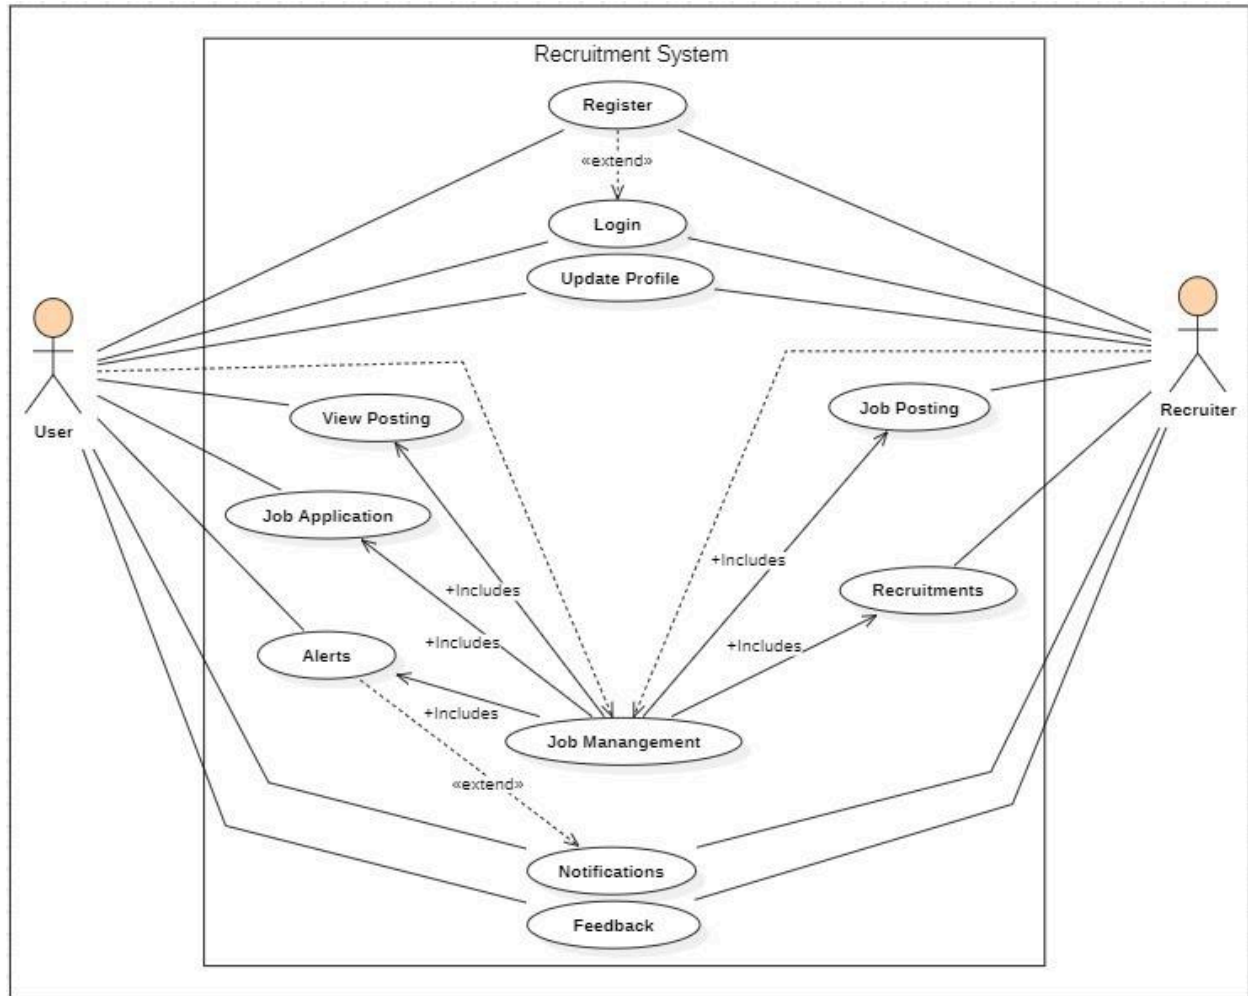 Recruitment System
Register
«extend»
Login
Update Profile
User
Recruiter
View Posting
Job Posting
Job Application
+Includes
+Includes
Recruitments
+Includes
+Includes
Alerts
+Includes
Job Manangement
«extend»
Notifications
Feedback